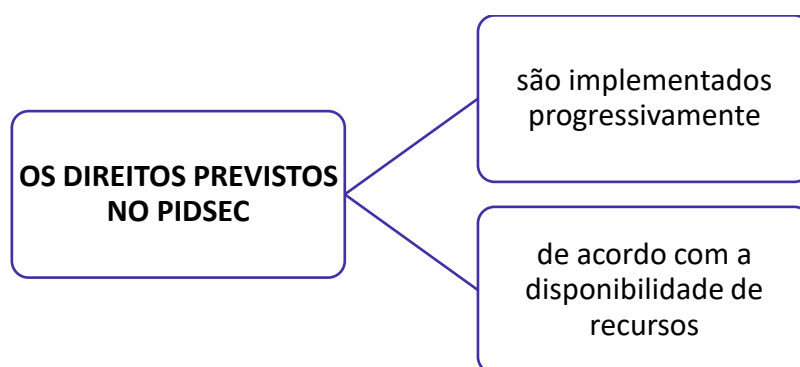 OS DIREITOS PREVISTOS
NO PIDSEC
são implementados
progressivamente
de acordo com a
disponibilidade de
recursos